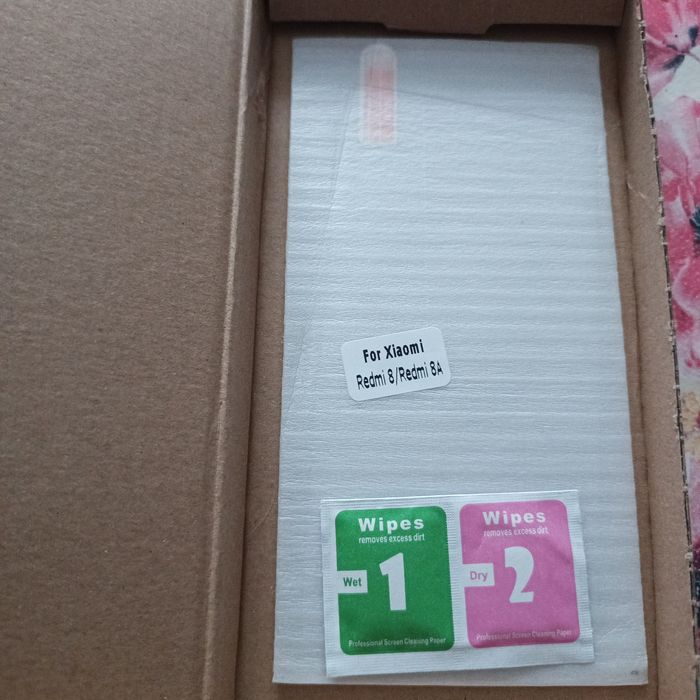 For Xiaomi
Redmi 8/Redmi 8A
Wipes
removes excess dirt
Wet
1
Professional Screen Cleaning Paper
Wipes
removes excess dirt
Dry
2
Professional Screen Cleaning Paper